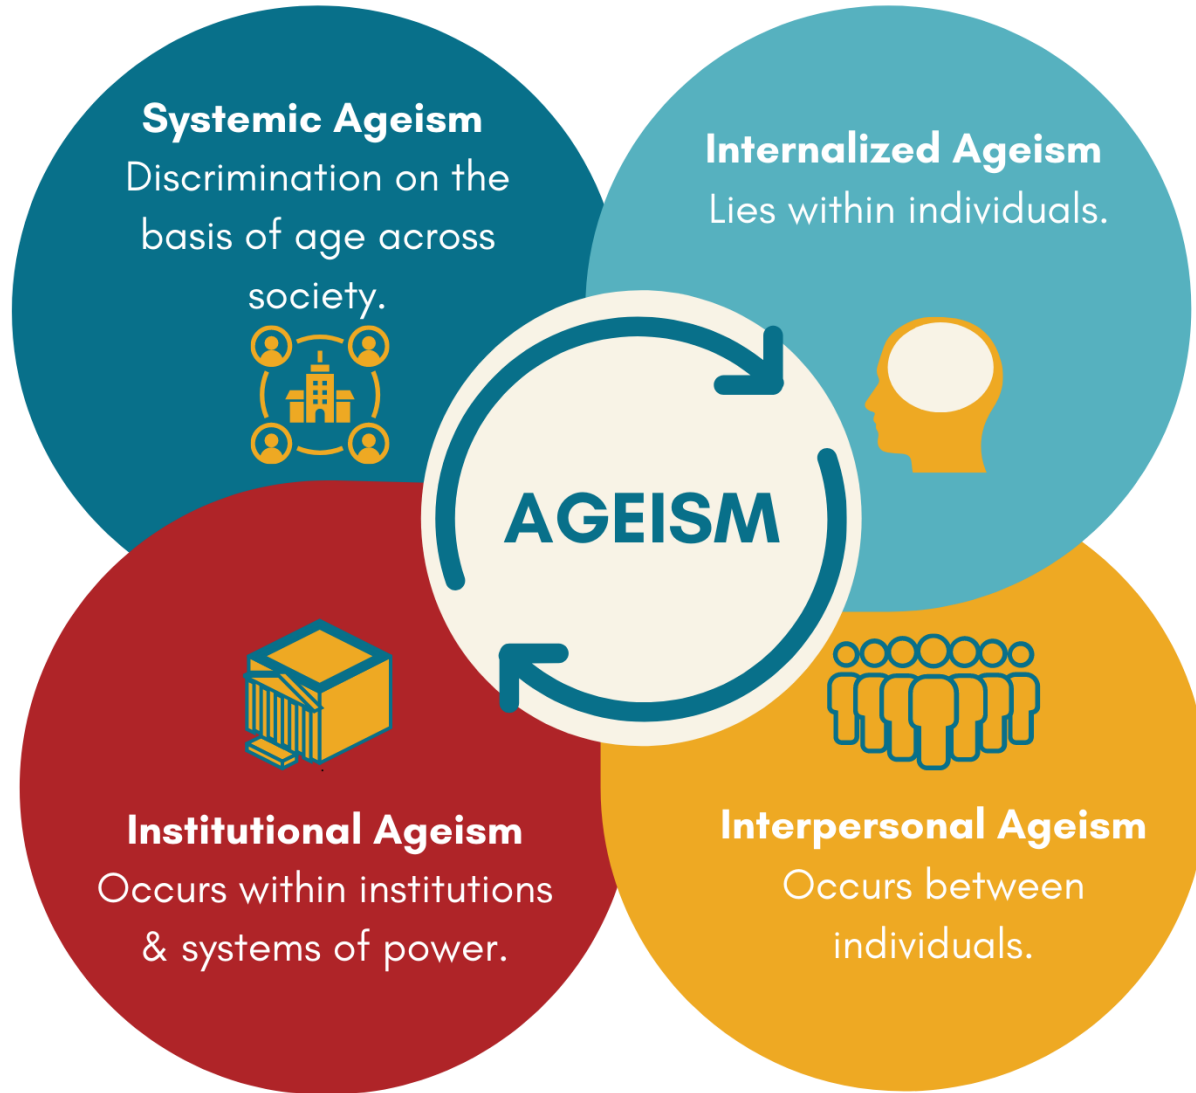 Systemic Ageism
Discrimination on the
basis of age across
society.
Internalized Ageism
Lies within individuals.
AGEISM
Institutional Ageism
Occurs within institutions
& systems of power.
Interpersonal Ageism
Occurs between
individuals.